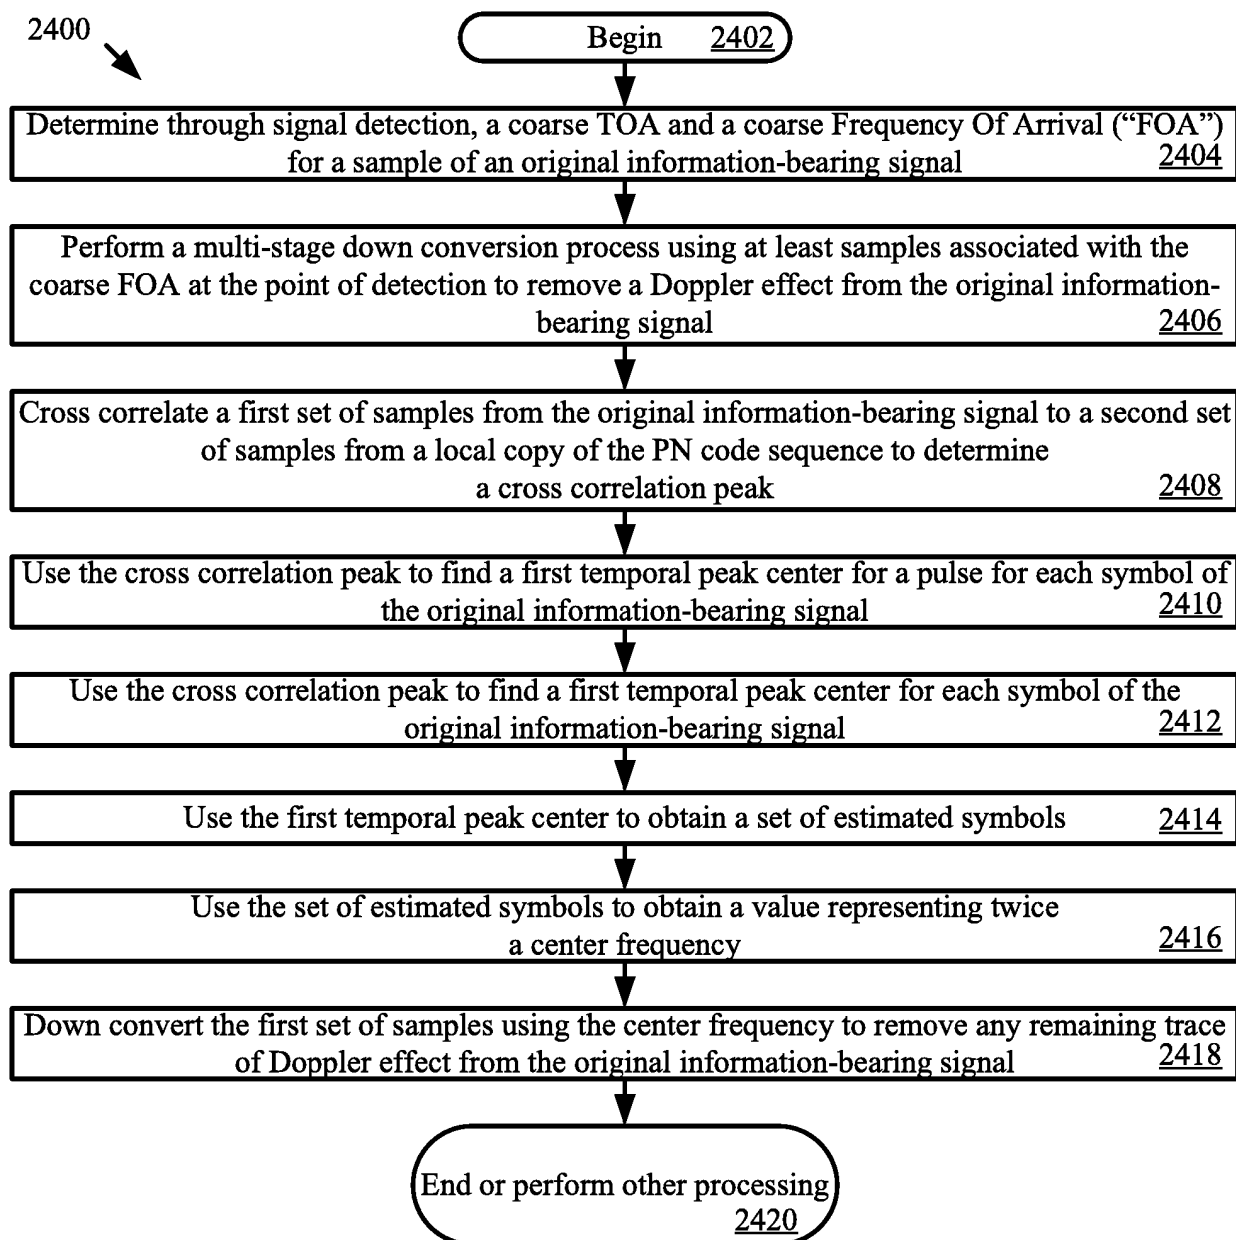 2400
Begin 2402
Determine through signal detection, a coarse TOA and a coarse Frequency Of Arrival (“FOA”)
for a sample of an original information-bearing signal 2404
Perform a multi-stage down conversion process using at least samples associated with the
coarse FOA at the point of detection to remove a Doppler effect from the original information-
bearing signal 2406
Cross correlate a first set of samples from the original information-bearing signal to a second set
of samples from a local copy of the PN code sequence to determine
a cross correlation peak 2408
Use the cross correlation peak to find a first temporal peak center for a pulse for each symbol of
the original information-bearing signal 2410
Use the cross correlation peak to find a first temporal peak center for each symbol of the
original information-bearing signal 2412
Use the first temporal peak center to obtain a set of estimated symbols 2414
Use the set of estimated symbols to obtain a value representing twice
a center frequency 2416
Down convert the first set of samples using the center frequency to remove any remaining trace
of Doppler effect from the original information-bearing signal 2418
End or perform other processing
2420